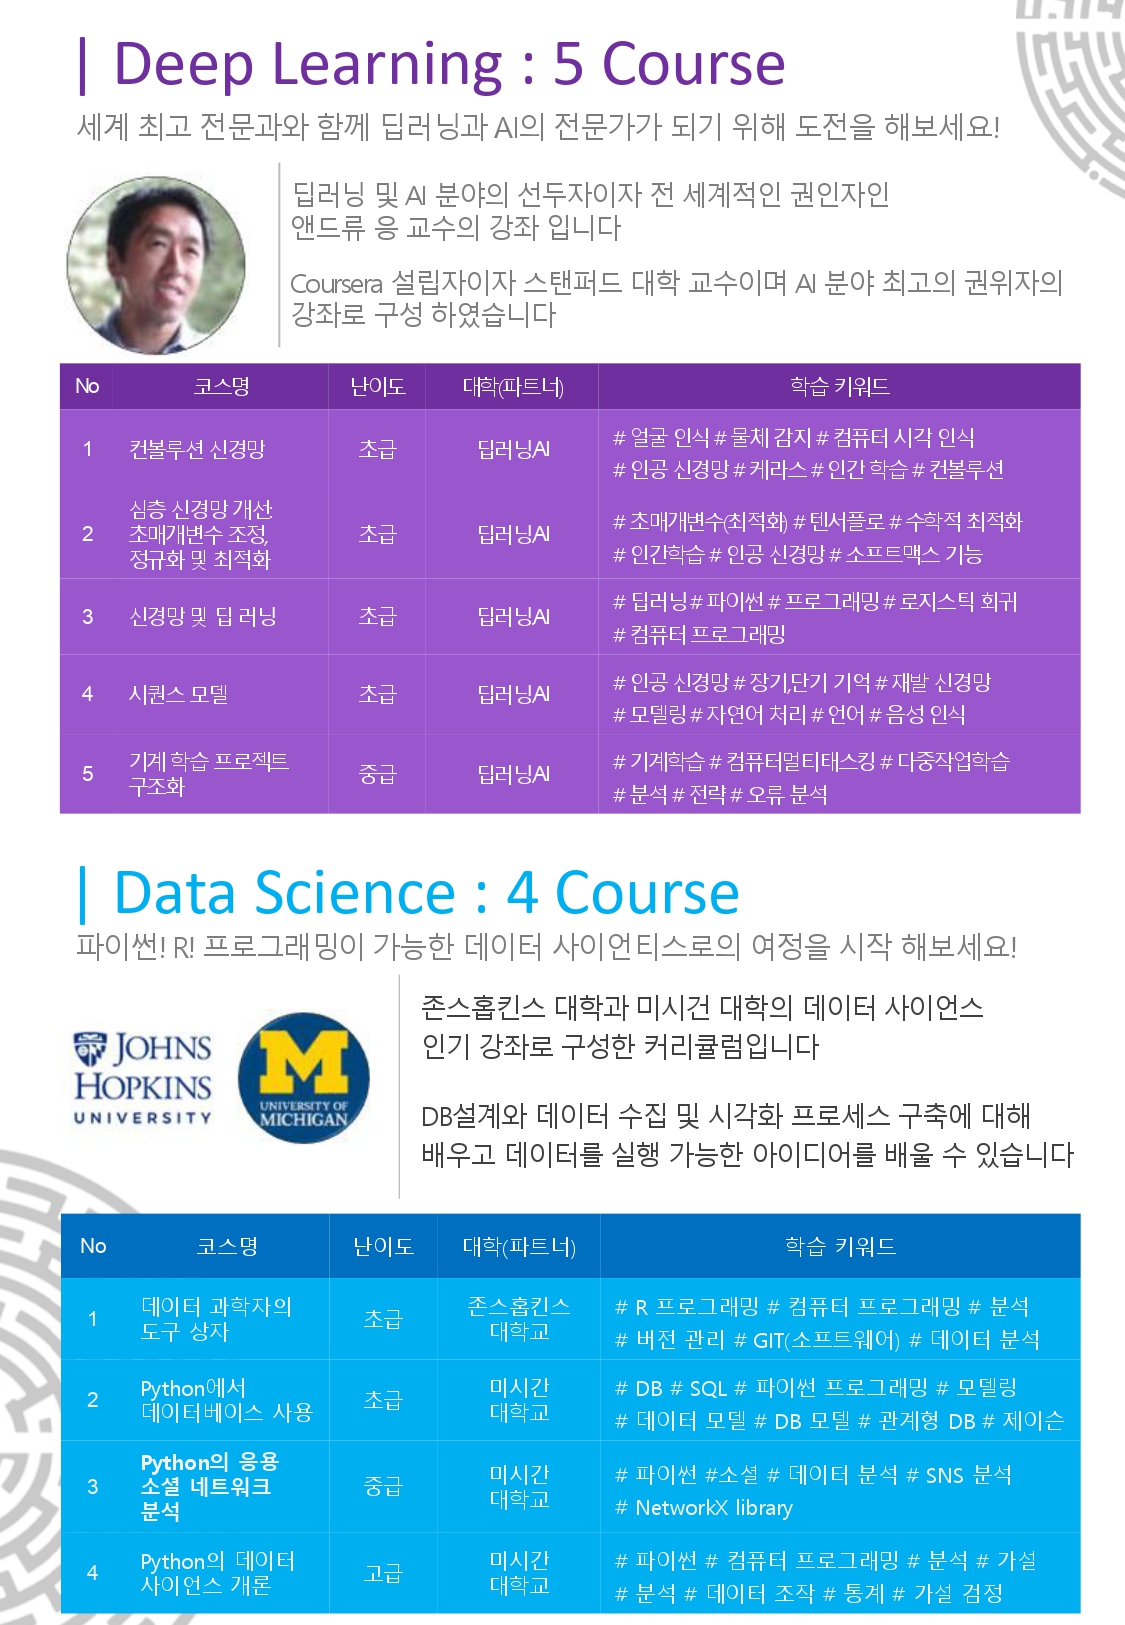 | Deep Learning : 5 Course
세계 최고 전문과와 함께 딥러닝과 AI의 전문가가 되기 위해 도전을 해보세요!
딥러닝 및 AI 분야의 선두자이자 전 세계적인 권인자인
앤드류 응 교수의 강좌 입니다
Coursera 설립자이자 스탠퍼드 대학 교수이며 AI 분야 최고의 권위자의
강좌로 구성 하였습니다
No 코스명 난이도 대학(파트너) 학습 키워드
1 컨볼루션 신경망 초급 딥러닝.AI # 얼굴 인식 # 물체 감지 # 컴퓨터 시각 인식
# 인공 신경망 # 케라스 # 인간 학습 # 컨볼루션
심층 신경망 개선:
2 초매개변수 조정, 초급 딥러닝.AI # 초매개변수(최적화) # 텐서플로 # 수학적 최적화
정규화 및 최적화 # 인간학습 # 인공 신경망 # 소프트맥스 기능
3 신경망 및 딥 러닝 초급 딥러닝.AI # 딥러닝 # 파이썬 # 프로그래밍 # 로지스틱 회귀
# 컴퓨터 프로그래밍
4 시퀀스 모델 초급 딥러닝.AI # 인공 신경망 # 장기,단기 기억 # 재발 신경망
# 모델링 # 자연어 처리 # 언어 # 음성 인식
5 기계 학습 프로젝트 중급 딥러닝.AI # 기계학습 # 컴퓨터멀티태스킹 # 다중작업학습
구조화 # 분석 # 전략 # 오류 분석
| Data Science : 4 Course
파이썬! R! 프로그래밍이 가능한 데이터 사이언티스로의 여정을 시작 해보세요!
JOHNS
HOPKINS
UNIVERSITY
M
UNIVERSITY OF
MICHIGAN
존스홉킨스 대학과 미시건 대학의 데이터 사이언스
인기 강좌로 구성한 커리큘럼입니다
DB설계와 데이터 수집 및 시각화 프로세스 구축에 대해
배우고 데이터를 실행 가능한 아이디어를 배울 수 있습니다
No 코스명 난이도 대학(파트너) 학습 키워드
1 데이터 과학자의 초급 존스홉킨스 # R 프로그래밍 # 컴퓨터 프로그래밍 # 분석
도구 상자 대학교 # 버전 관리 # GIT(소프트웨어) # 데이터 분석
2 Python에서 초급 미시간 # DB # SQL # 파이썬 프로그래밍 # 모델링
데이터베이스 사용 대학교 # 데이터 모델 # DB 모델 # 관계형 DB # 제이슨
Python의 응용
3 소셜 네트워크 중급 미시간 # 파이썬 #소셜 # 데이터 분석 # SNS 분석
분석 대학교 # NetworkX library
4 Python의 데이터 고급 미시간 # 파이썬 # 컴퓨터 프로그래밍 # 분석 # 가설
사이언스 개론 대학교 # 분석 # 데이터 조작 # 통계 # 가설 검정